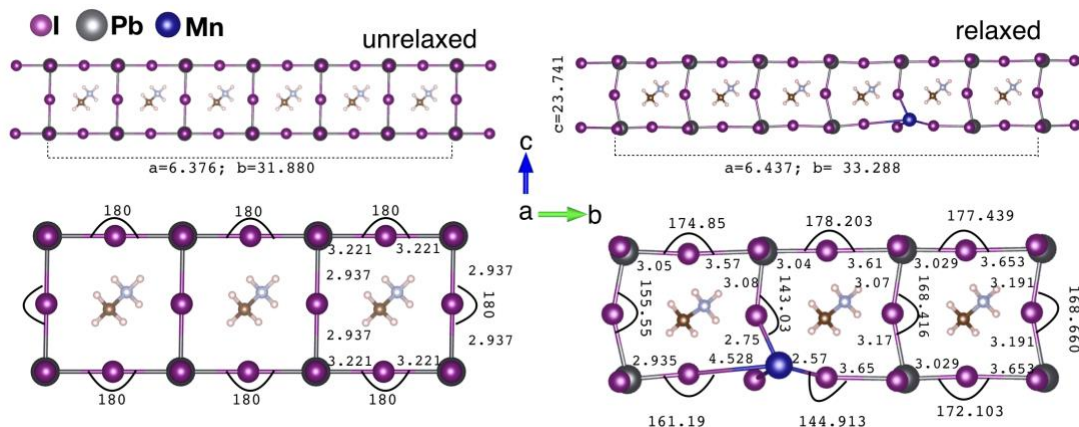 I Pb Mn
unrelaxed
relaxed
c=23.741
a=6.376; b=31.880
a=6.437; b= 33.288
c
a
b
180 180 180
3.221 3.221
2.937 2.937
180
2.937 2.937
3.221 3.221
180 180 180
174.85 178.203 177.439
3.05 3.57 3.04 3.61 3.029 3.653
3.08 3.07 3.191
155.55 143.03 168.416 168.660
2.75 3.17 3.191
2.935 4.528 2.57 3.65 3.029 3.653
161.19 144.913 172.103